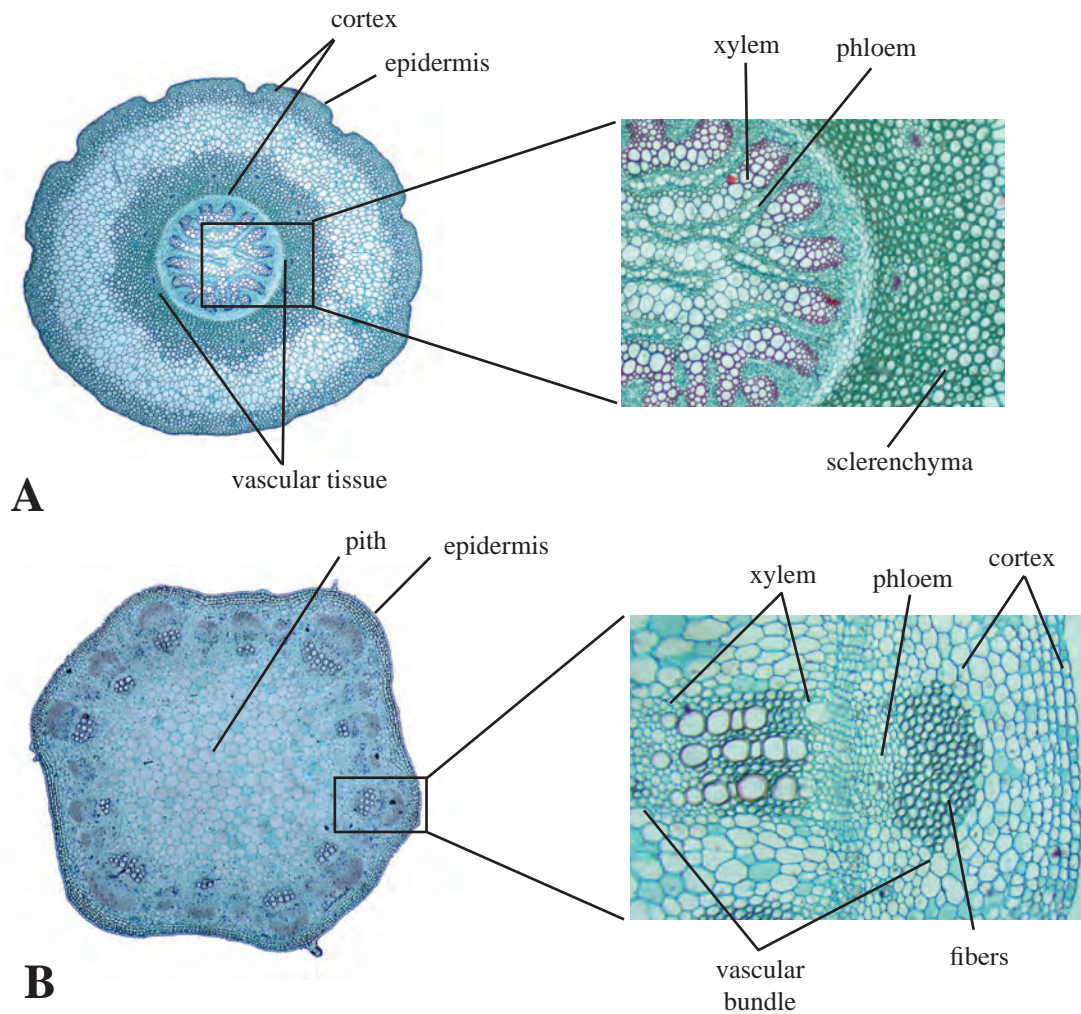 cortex
epidermis
xylem
phloem
vascular tissue
sclerenchyma
A
pith
epidermis
xylem
phloem
cortex
vascular
bundle
fibers
B